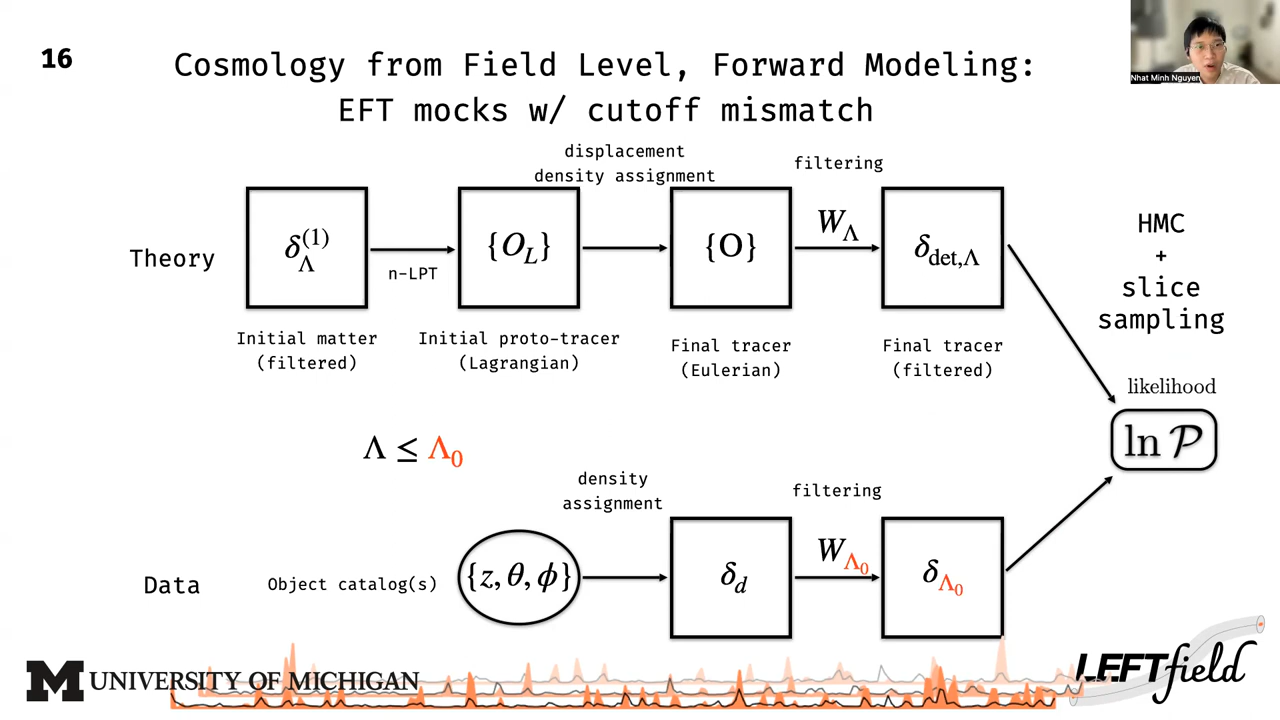 16
Cosmology from Field Level, Forward Modeling:
EFT mocks w/ cutoff mismatch
Nhat Minh Nguyen
displacement
density assignment
filtering
Theory
δ_Λ^(1)
n-LPT
{O_L}
{O}
W_Λ
δ_det,Λ
HMC
+
slice
sampling
Initial matter
(filtered)
Initial proto-tracer
(Lagrangian)
Final tracer
(Eulerian)
Final tracer
(filtered)
likelihood
ln 𝒫
Λ ≤ Λ₀
density
assignment
filtering
Data
Object catalog(s)
{z, θ, ϕ}
δ_d
W_Λ₀
δ_Λ₀
M UNIVERSITY OF MICHIGAN
LEFTfield